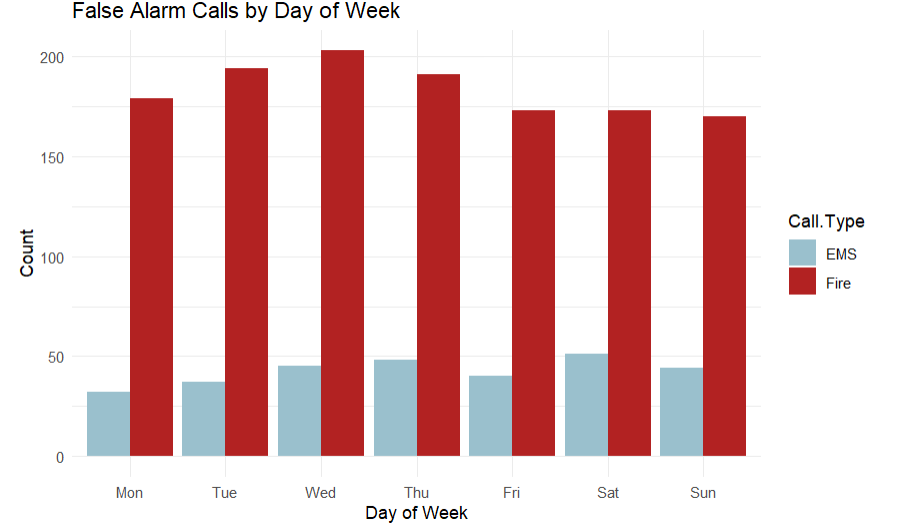 False Alarm Calls by Day of Week
Count
200
150
100
50
0
Mon Tue Wed Thu Fri Sat Sun
Day of Week
Call.Type
EMS
Fire